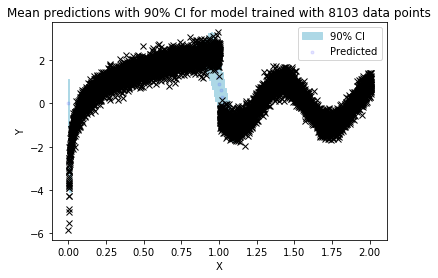 Mean predictions with 90% CI for model trained with 8103 data points
90% CI
Predicted
Y
2
0
−2
−4
−6
0.00 0.25 0.50 0.75 1.00 1.25 1.50 1.75 2.00
X